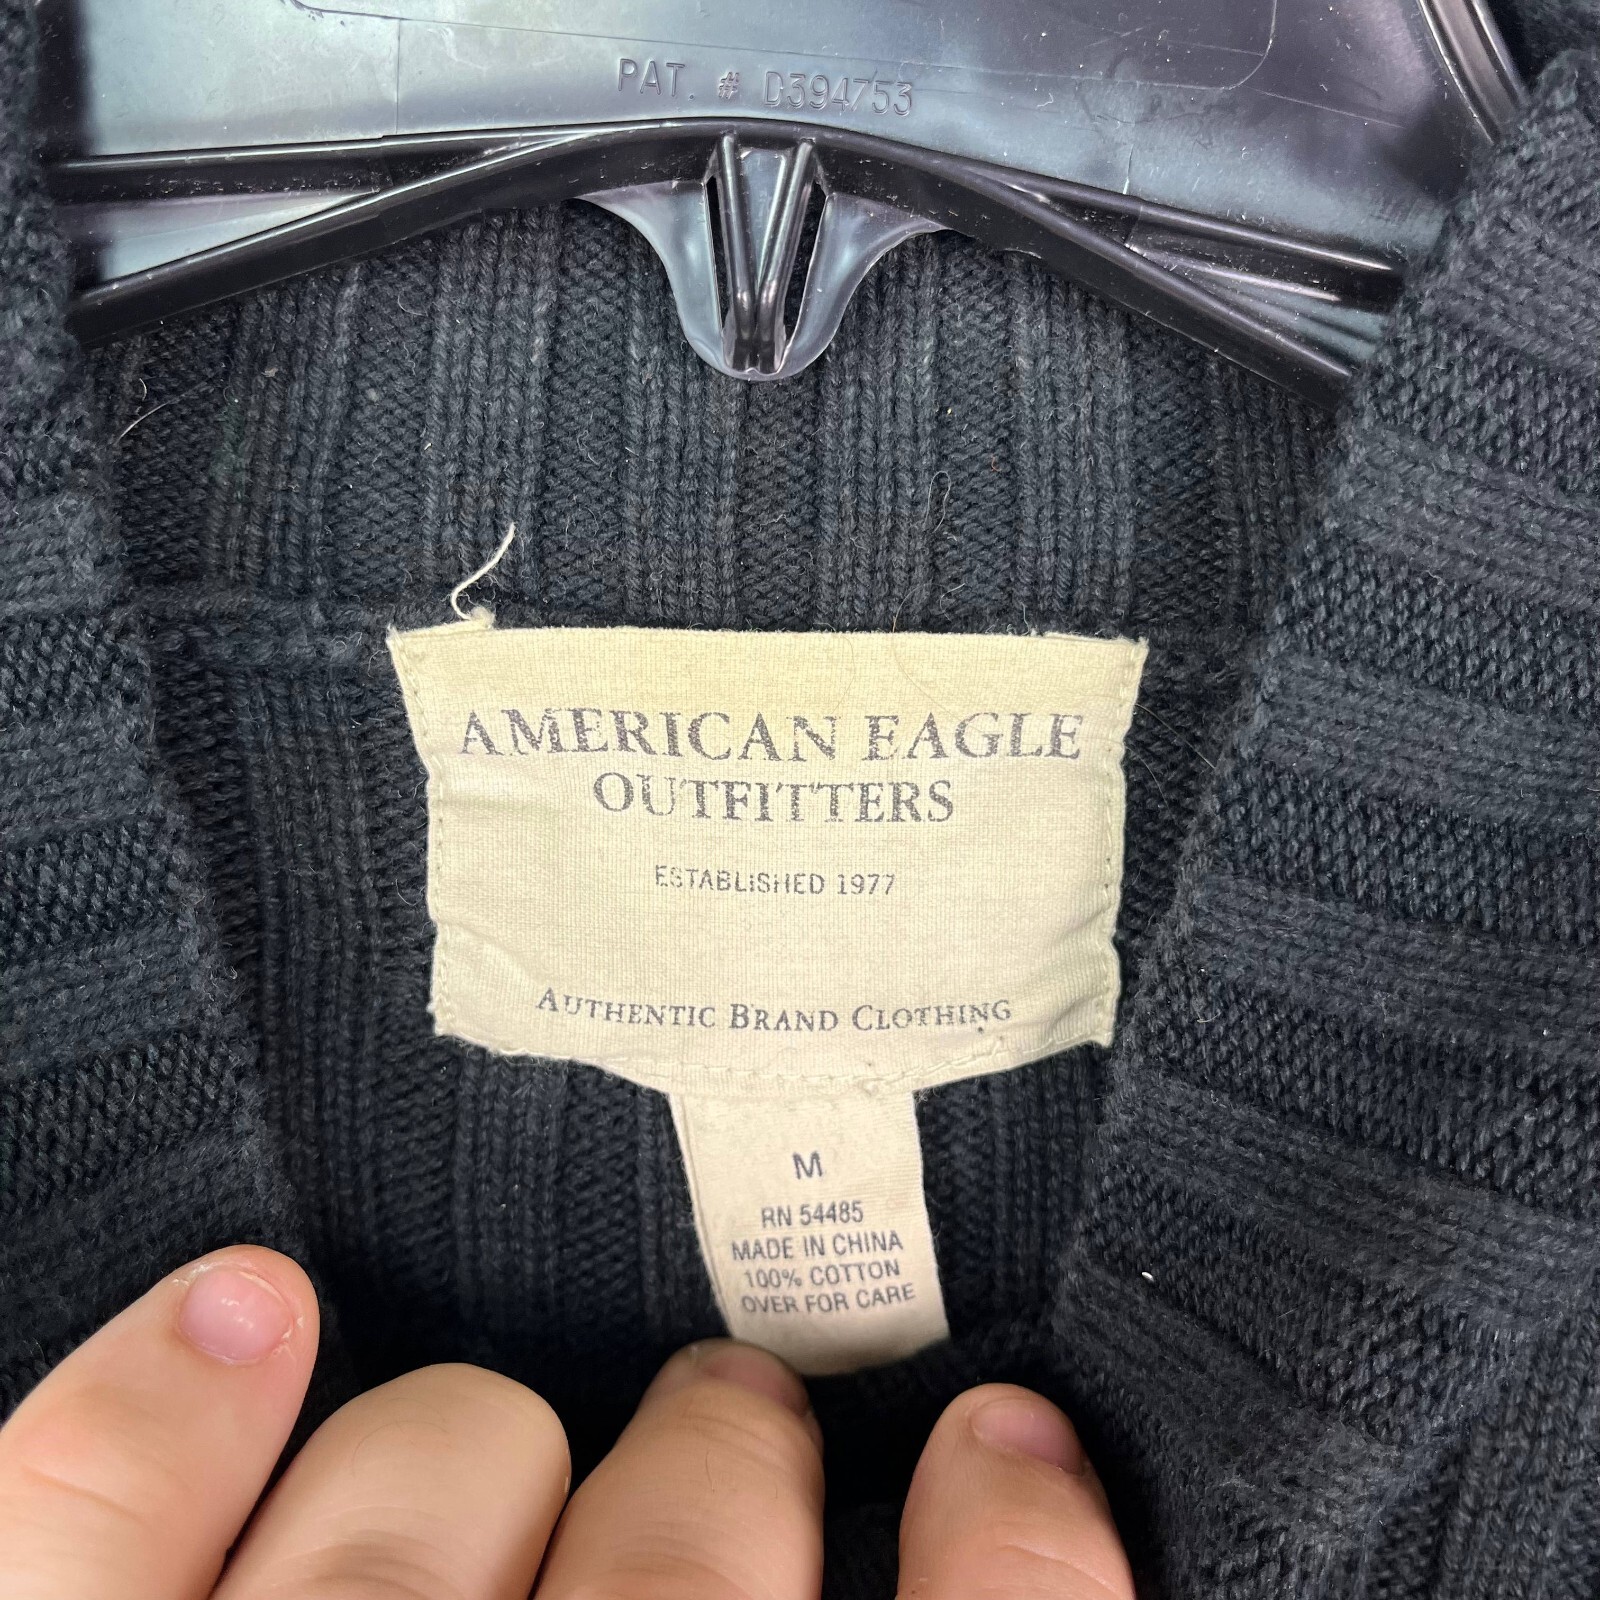 PAT. # D394753
AMERICAN EAGLE
OUTFITTERS
ESTABLISHED 1977
AUTHENTIC BRAND CLOTHING
M
RN 54485
MADE IN CHINA
100% COTTON
OVER FOR CARE